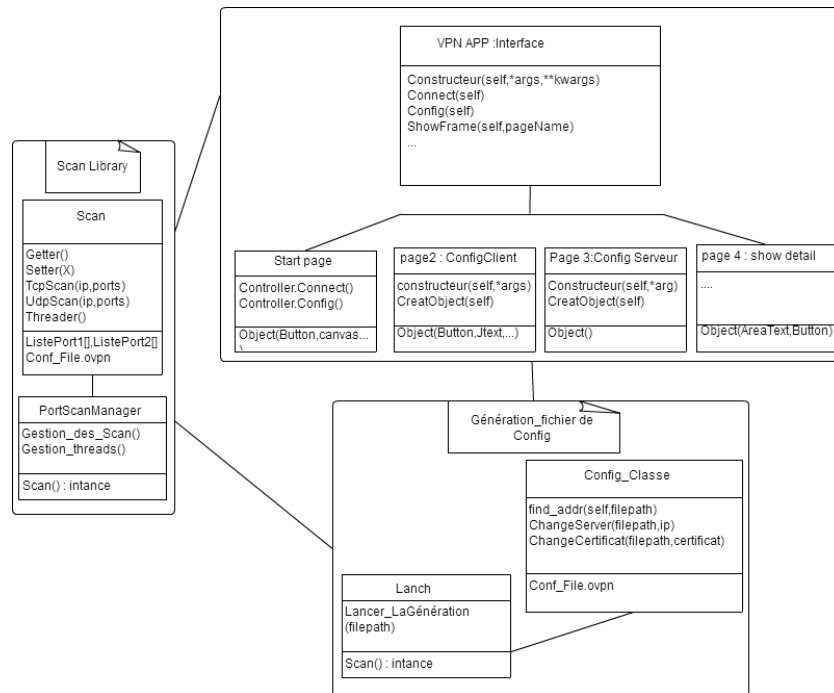 VPN APP :Interface
Constructeur(self,*args,**kwargs)
Connect(self)
Config(self)
ShowFrame(self,pageName)
...
Scan Library
Scan
Getter()
Setter(X)
TcpScan(ip,ports)
UdpScan(ip,ports)
Threader()
ListePort1[],ListePort2[]
Conf_File.ovpn
PortScanManager
Gestion_des_Scan()
Gestion_threads()
Scan() : intance
Start page
Controller.Connect()
Controller.Config()
Object(Button,canvas...
)
page2 : ConfigClient
constructeur(self,*args)
CreatObject(self)
Object(Button,Jtext,...)
Page 3:Config Serveur
Constructeur(self,*arg)
CreatObject(self)
Object()
page 4 : show detail
....
Object(AreaText,Button)
Génération_fichier de
Config
Config_Classe
find_addr(self,filepath)
ChangeServer(filepath,ip)
ChangeCertificat(filepath,certificat)
Conf_File.ovpn
Lanch
Lancer_LaGénération
(filepath)
Scan() : intance